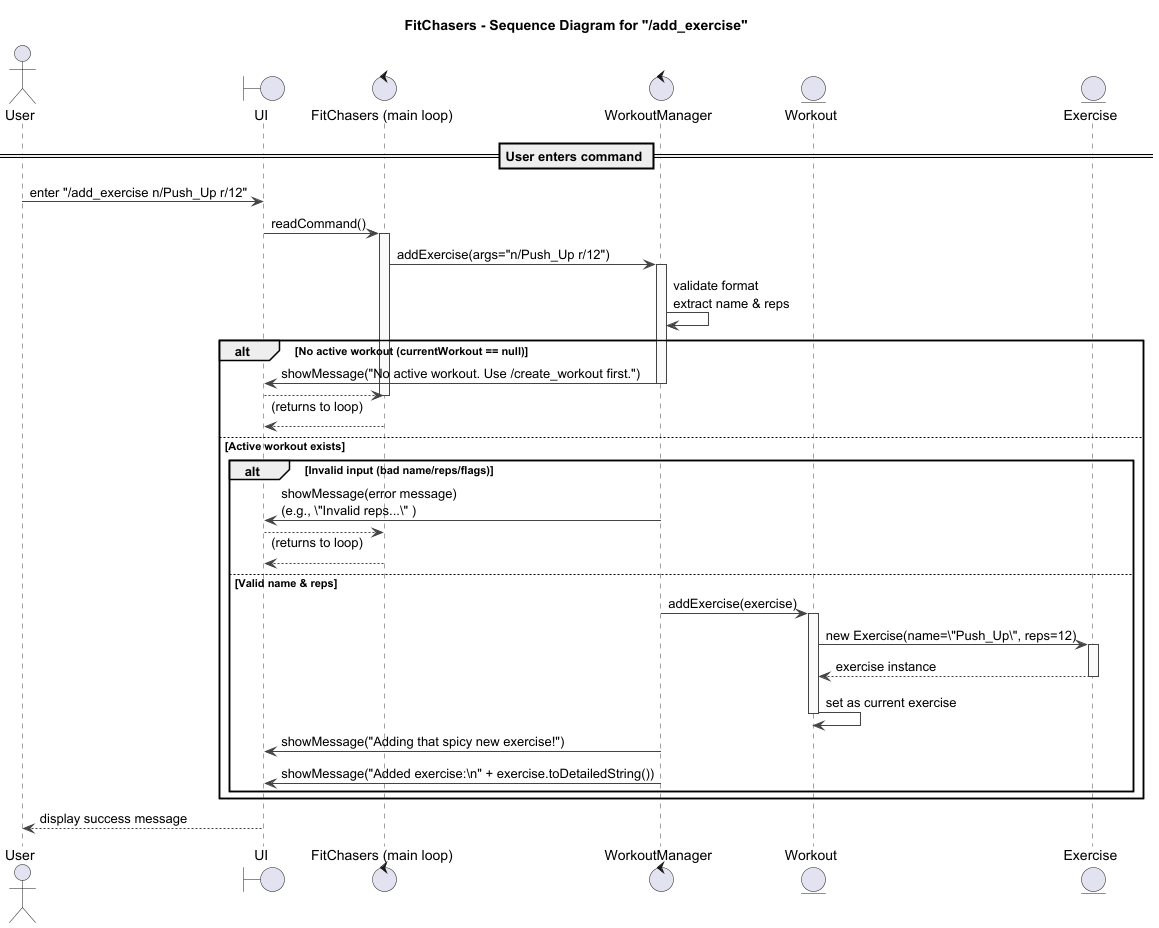 FitChasers - Sequence Diagram for "/add_exercise"
User
UI
FitChasers (main loop)
WorkoutManager
Workout
Exercise
User enters command
enter "/add_exercise n/Push_Up r/12"
readCommand()
addExercise(args="n/Push_Up r/12")
validate format
extract name & reps
alt
[No active workout (currentWorkout == null)]
showMessage("No active workout. Use /create_workout first.")
(returns to loop)
[Active workout exists]
alt
[Invalid input (bad name/reps/flags)]
showMessage(error message)
(e.g., \"Invalid reps...\" )
(returns to loop)
[Valid name & reps]
addExercise(exercise)
new Exercise(name=\"Push_Up\", reps=12)
exercise instance
set as current exercise
showMessage("Adding that spicy new exercise!")
showMessage("Added exercise:\n" + exercise.toDetailedString())
display success message
User
UI
FitChasers (main loop)
WorkoutManager
Workout
Exercise